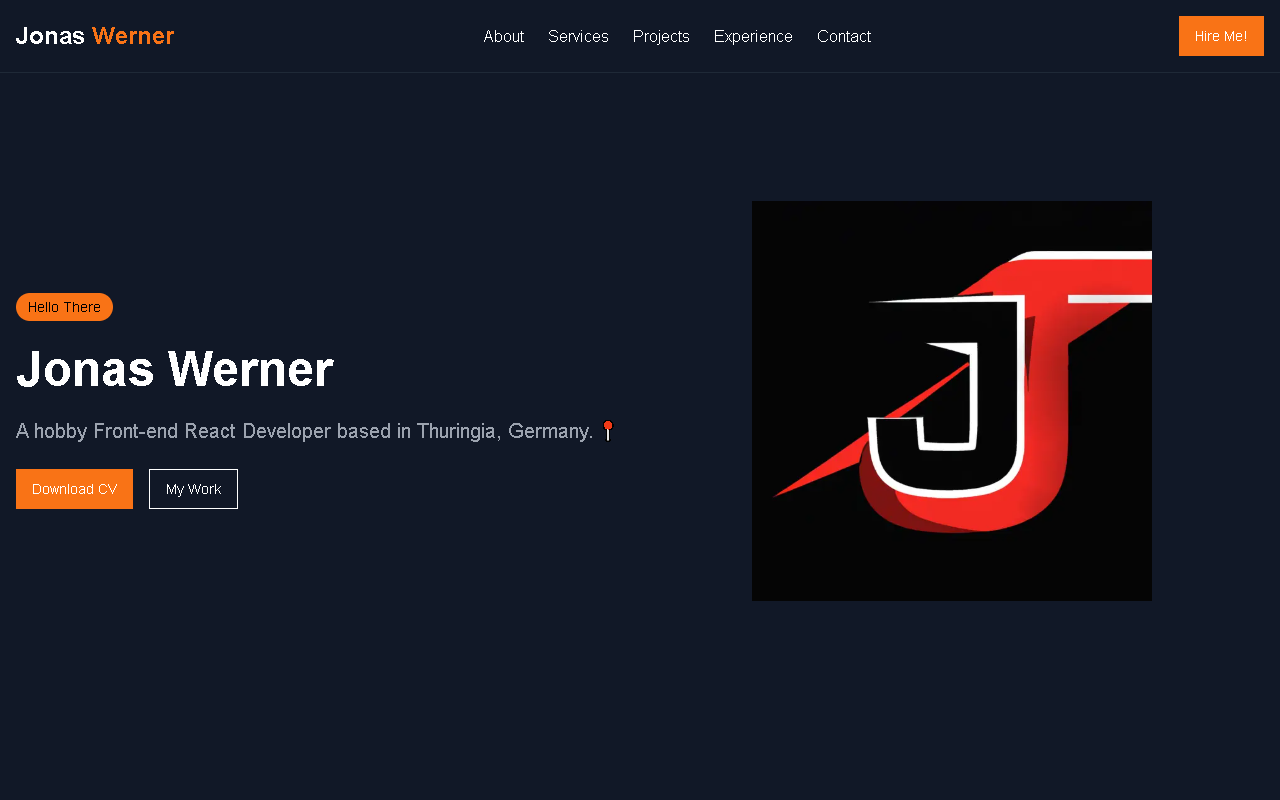 Jonas Werner
About Services Projects Experience Contact
Hire Me!
Hello There
Jonas Werner
A hobby Front-end React Developer based in Thuringia, Germany. 📍
Download CV
My Work
J